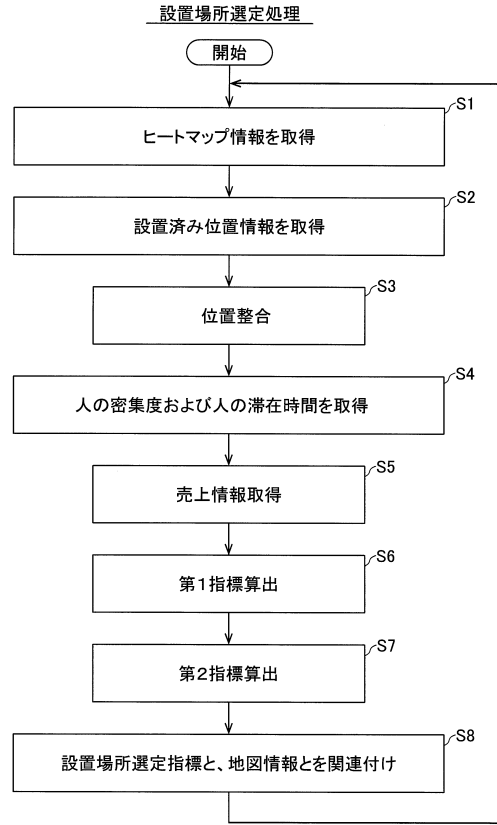 設置場所選定処理
開始
S1
ヒートマップ情報を取得
S2
設置済み位置情報を取得
S3
位置整合
S4
人の密集度および人の滞在時間を取得
S5
売上情報取得
S6
第1指標算出
S7
第2指標算出
S8
設置場所選定指標と、地図情報とを関連付け